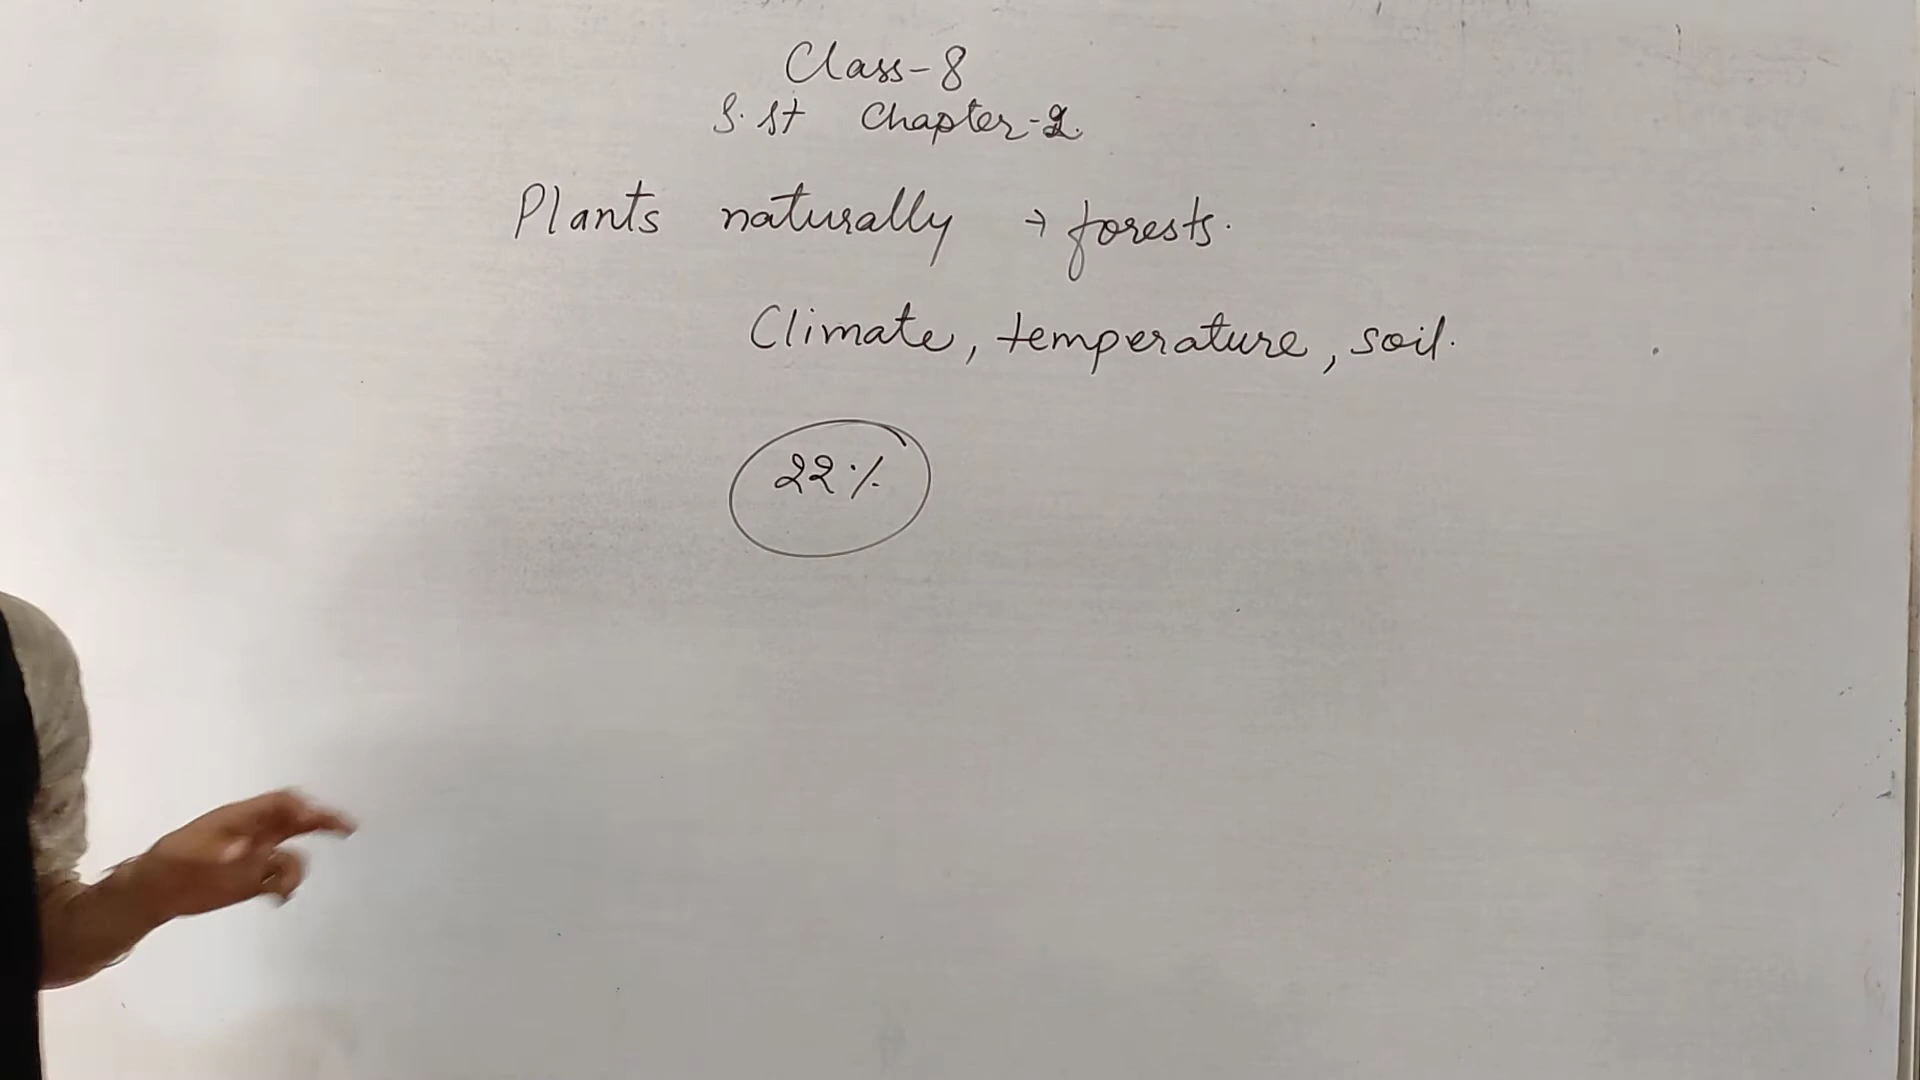 Class-8
S.St Chapter-2.
Plants naturally → forests.
Climate, temperature, soil.
22%